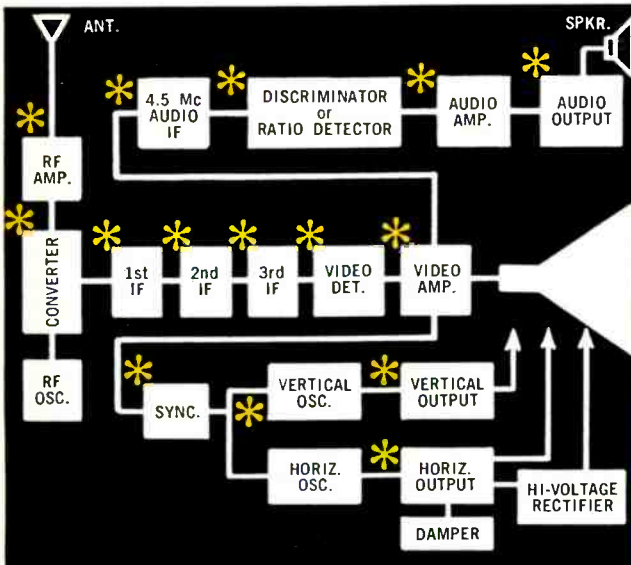 ANT.
SPKR.
4.5 Mc
AUDIO
IF
DISCRIMINATOR
or
RATIO DETECTOR
AUDIO
AMP.
AUDIO
OUTPUT
RF
AMP.
CONVERTER
1st
IF
2nd
IF
3rd
IF
VIDEO
DET.
VIDEO
AMP.
RF
OSC.
SYNC.
VERTICAL
OSC.
VERTICAL
OUTPUT
HORIZ.
OSC.
HORIZ.
OUTPUT
HI-VOLTAGE
RECTIFIER
DAMPER